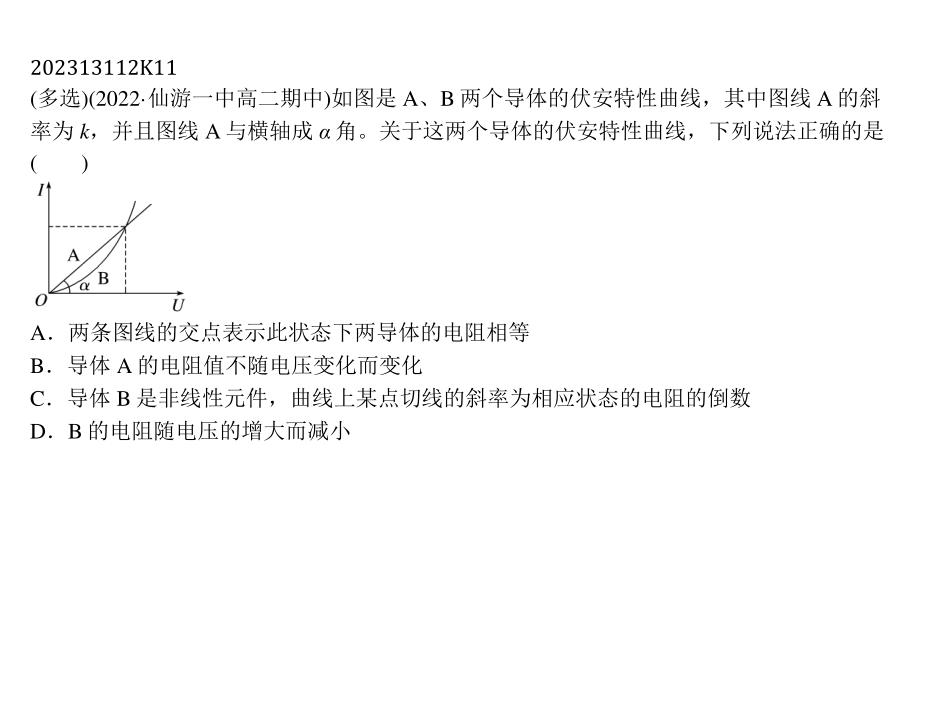 202313112K11
(多选)(2022·仙游一中高二期中)如图是 A、B 两个导体的伏安特性曲线，其中图线 A 的斜
率为 k，并且图线 A 与横轴成 α 角。关于这两个导体的伏安特性曲线，下列说法正确的是
(　　)
I
A
B
α
O
U
A．两条图线的交点表示此状态下两导体的电阻相等
B．导体 A 的电阻值不随电压变化而变化
C．导体 B 是非线性元件，曲线上某点切线的斜率为相应状态的电阻的倒数
D．B 的电阻随电压的增大而减小